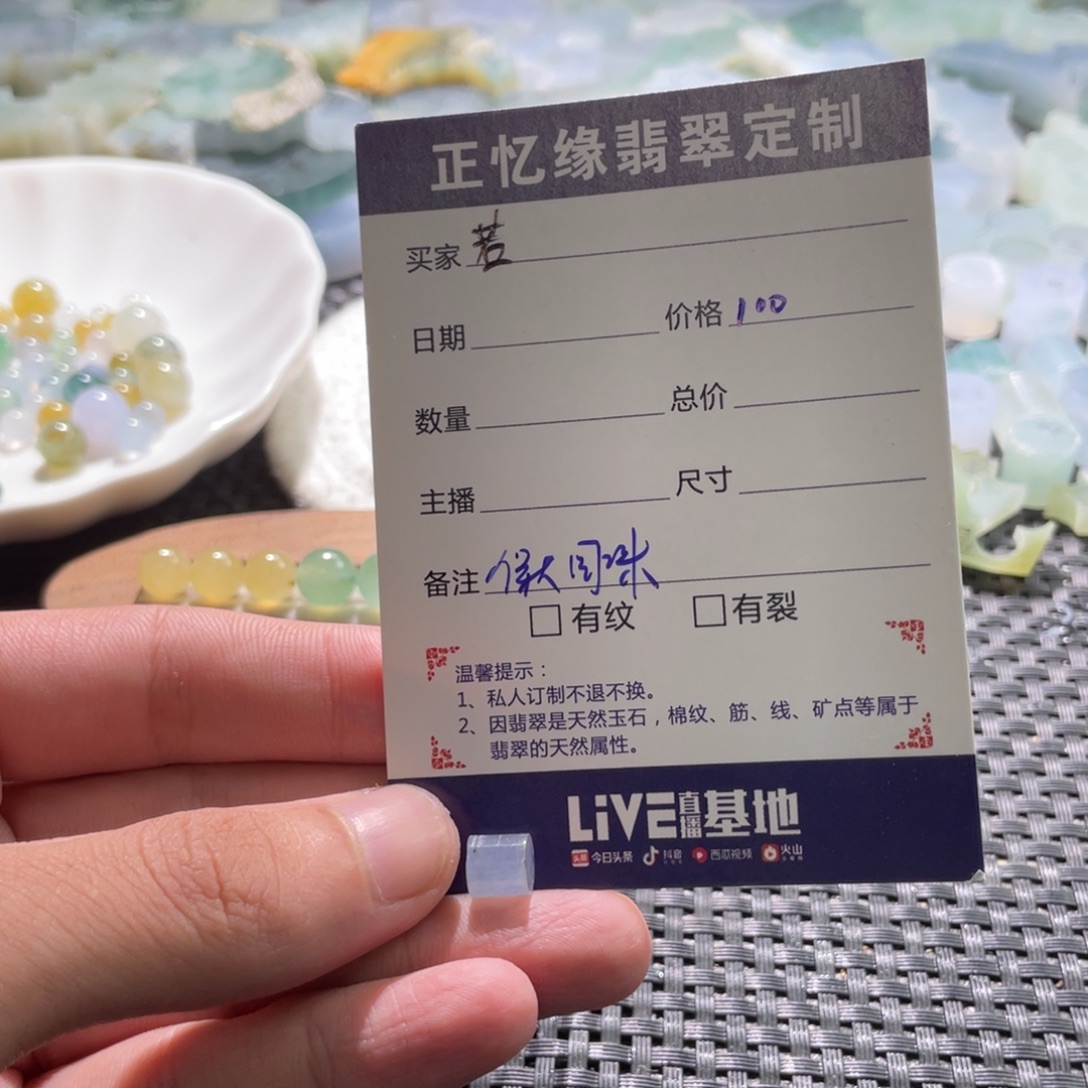 正忆缘翡翠定制
买家 若
日期 价格 100
数量 总价
主播 尺寸
备注 做圆珠
□有纹 □有裂
温馨提示：
1、私人订制不退不换。
2、因翡翠是天然玉石，棉纹、筋、线、矿点等属于
翡翠的天然属性。
LiVE直播基地
头条 今日头条 抖音 西瓜视频 火山